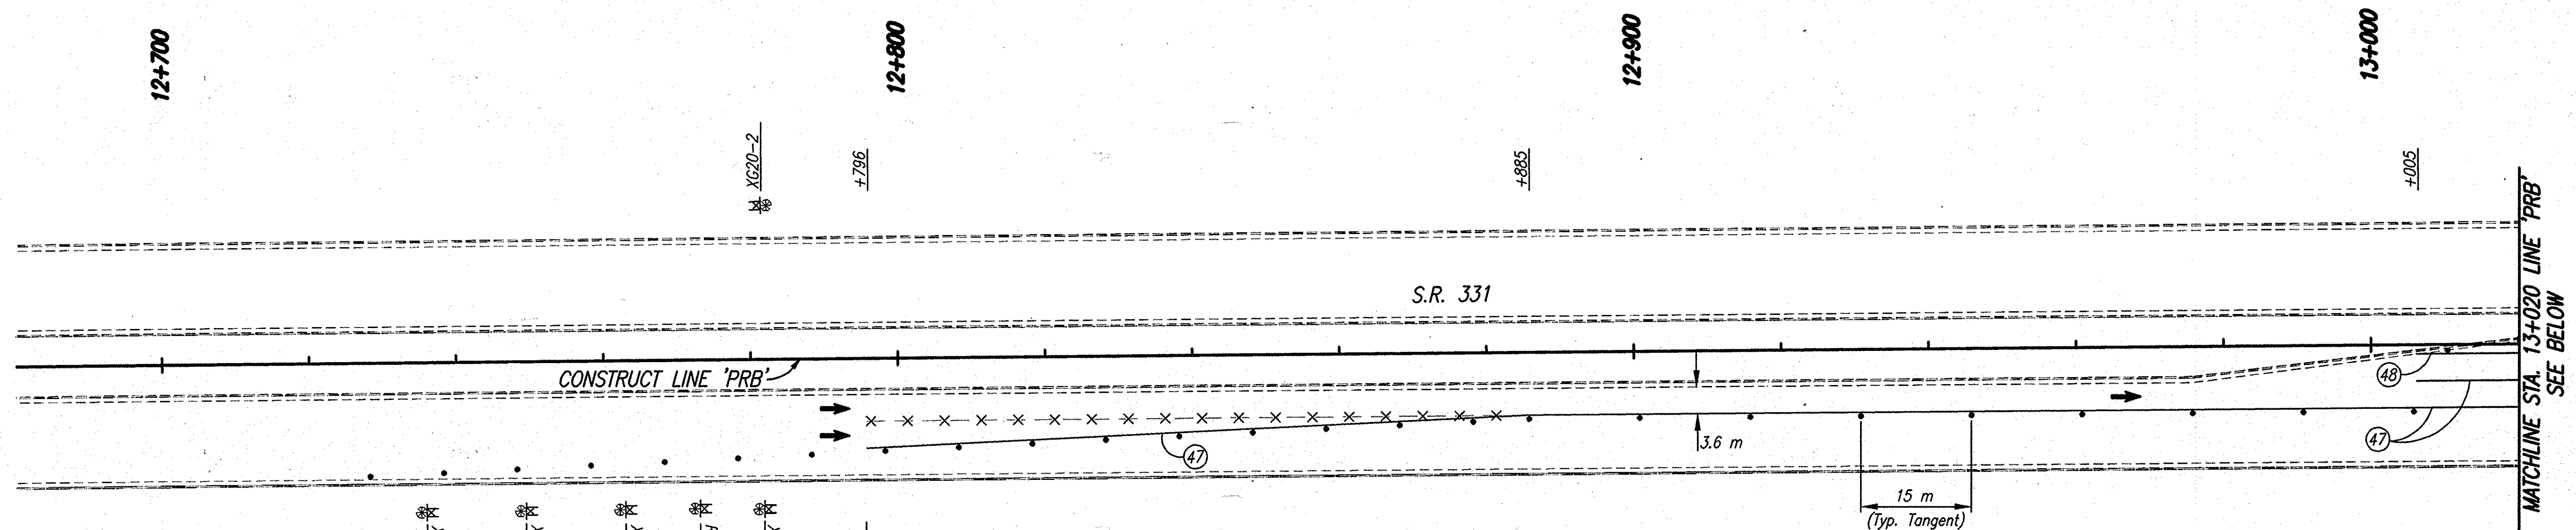 12+700
12+800
12+900
13+000
XG20-2
+796
+885
+005
S.R. 331
CONSTRUCT LINE 'PRB'
48
47
3.6 m
47
15 m
(Typ. Tangent)
MATCHLINE STA. 13+020 LINE 'PRB'
SEE BELOW